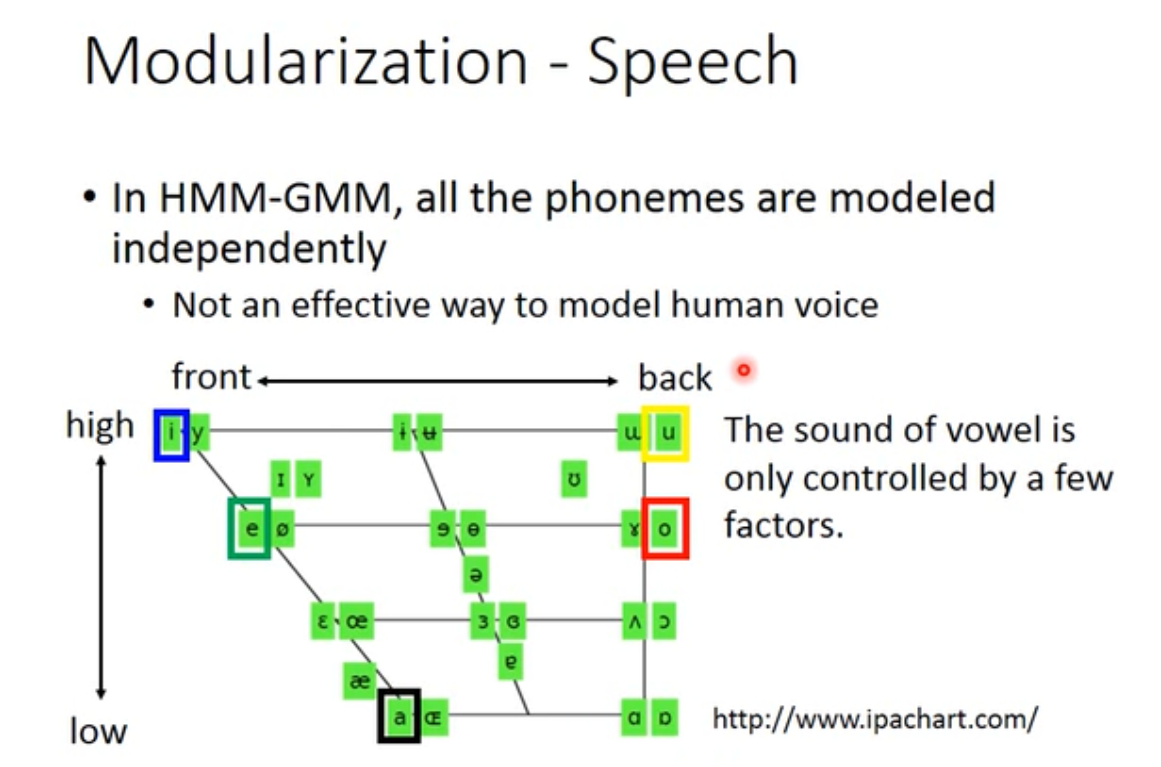 Modularization - Speech
• In HMM-GMM, all the phonemes are modeled
independently
• Not an effective way to model human voice
front back
high i y ɨ ʉ ɯ u
ɪ ʏ ʊ
e ø ɘ ɵ ɤ o
ə
ɛ œ ɜ ɞ ʌ ɔ
ɐ
æ
low a ɶ ɑ ɒ
The sound of vowel is
only controlled by a few
factors.
http://www.ipachart.com/